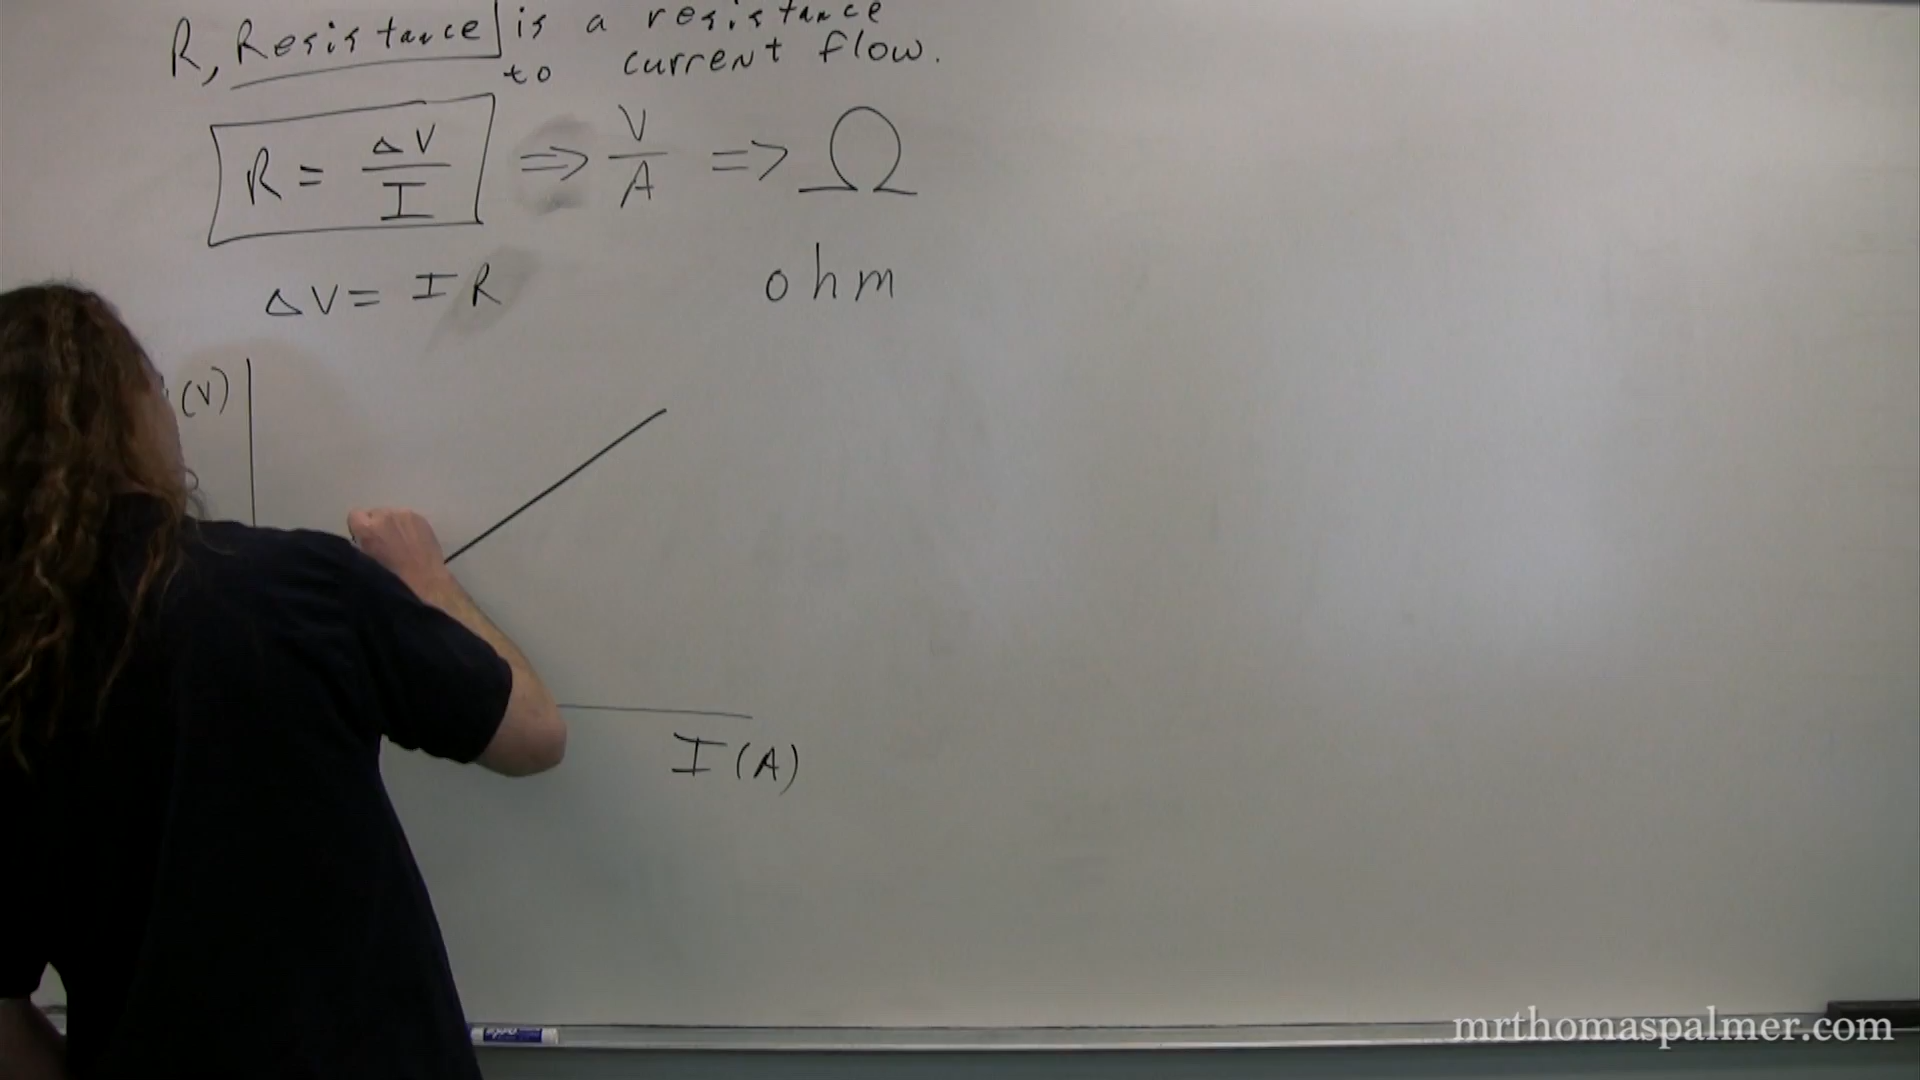 R, Resistance is a resistance
to current flow.
R = ΔV/I => V/A => Ω
ΔV = IR
ohm
(V)
I (A)
mrthomaspalmer.com